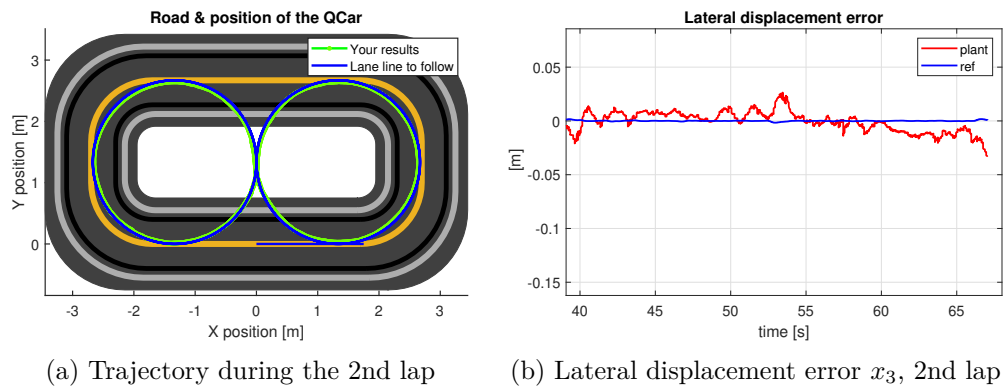 Road & position of the QCar
Your results
Lane line to follow
Y position [m]
3
2
1
0
-3
-2
-1
0
1
2
3
X position [m]
(a) Trajectory during the 2nd lap
Lateral displacement error
plant
ref
[m]
0.05
0
-0.05
-0.1
-0.15
40
45
50
55
60
65
time [s]
(b) Lateral displacement error x₃, 2nd lap